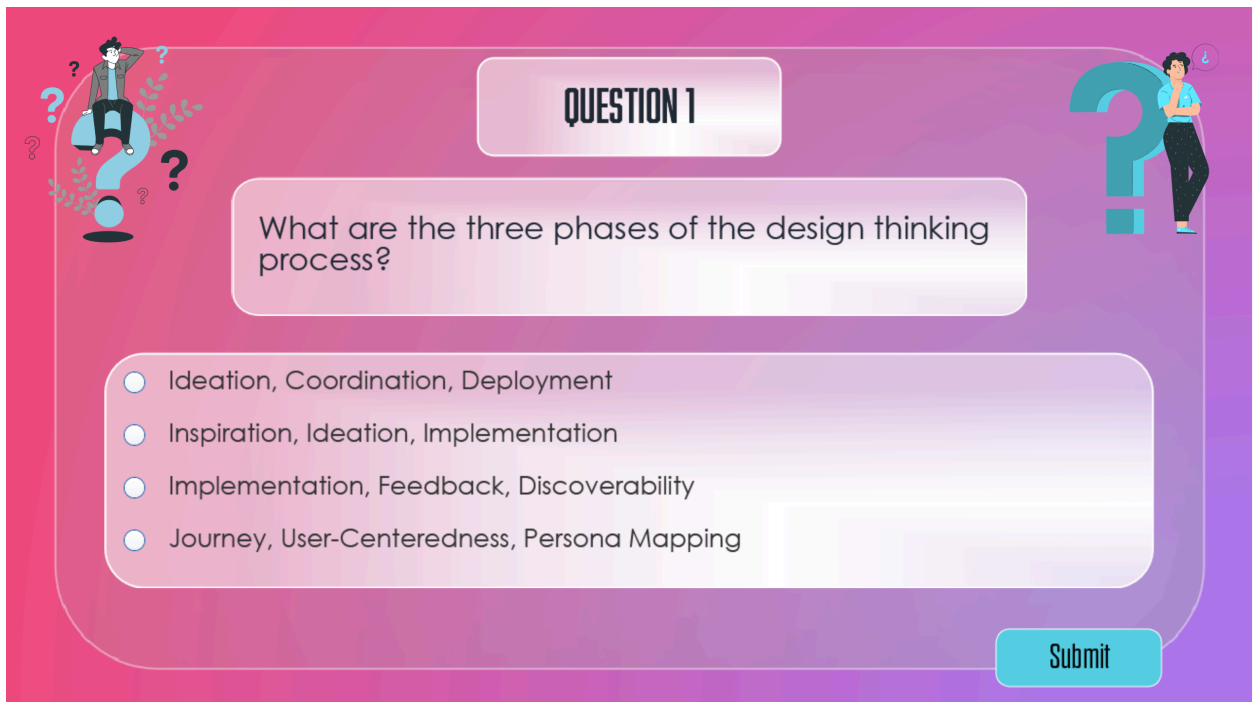 QUESTION 1
What are the three phases of the design thinking
process?
Ideation, Coordination, Deployment
Inspiration, Ideation, Implementation
Implementation, Feedback, Discoverability
Journey, User-Centeredness, Persona Mapping
Submit